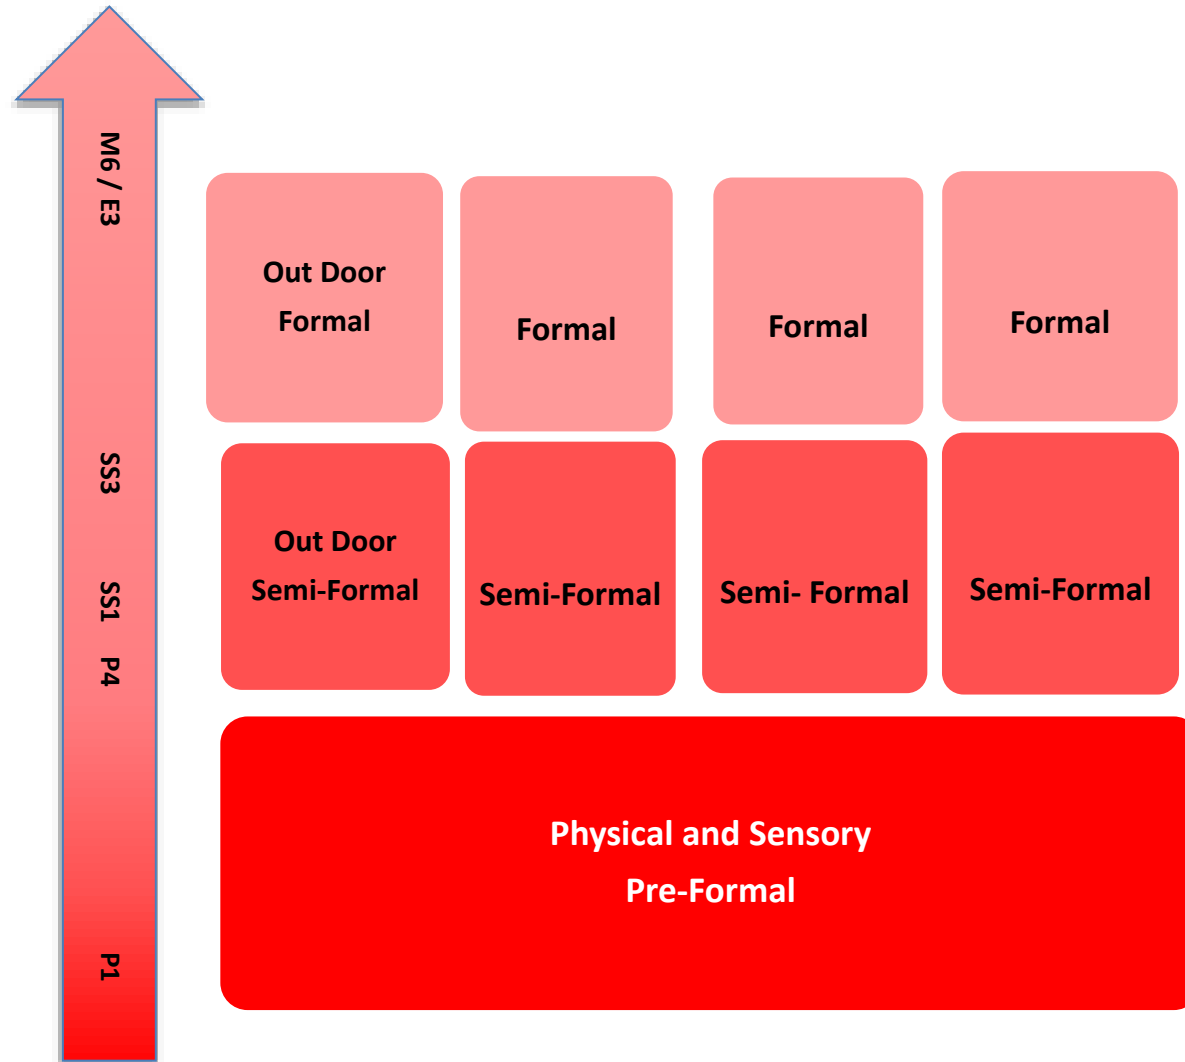 M6 / E3
SS3
SS1
P4
P1
Out Door
Formal
Formal
Formal
Formal
Out Door
Semi-Formal
Semi-Formal
Semi- Formal
Semi-Formal
Physical and Sensory
Pre-Formal